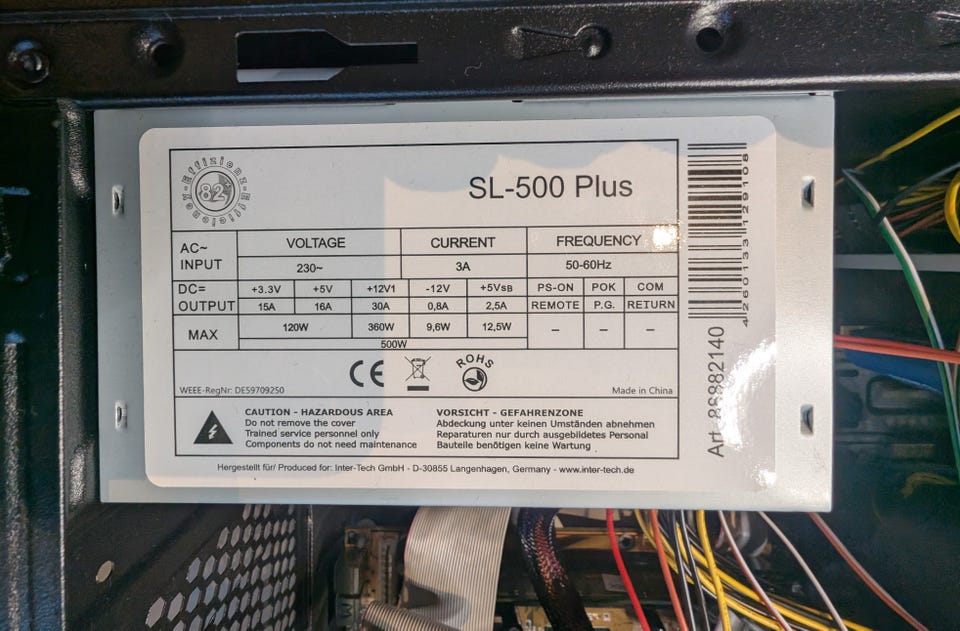 Effizienz-Efficiency
82+
SL-500 Plus
AC~ INPUT
VOLTAGE CURRENT FREQUENCY
230~ 3A 50-60Hz
DC= OUTPUT
+3.3V +5V +12V1 -12V +5VSB PS-ON POK COM
15A 16A 30A 0,8A 2,5A REMOTE P.G. RETURN
MAX 120W 360W 9,6W 12,5W – – –
500W
CE RoHS
WEEE-RegNr: DE59709250 Made in China
CAUTION - HAZARDOUS AREA
Do not remove the cover
Trained service personnel only
Components do not need maintenance
VORSICHT - GEFAHRENZONE
Abdeckung unter keinen Umständen abnehmen
Reparaturen nur durch ausgebildetes Personal
Bauteile benötigen keine Wartung
Hergestellt für/ Produced for: Inter-Tech GmbH - D-30855 Langenhagen, Germany - www.inter-tech.de
4260133129108
Art. 88882140